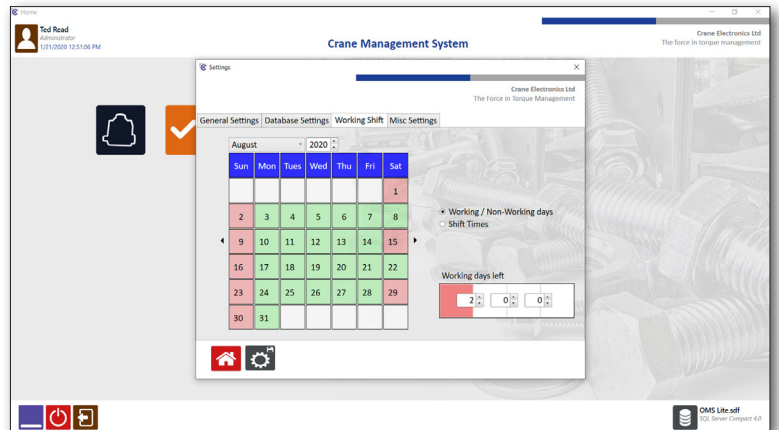 Home
Ted Read
Administrator
1/21/2020 12:51:06 PM
Crane Management System
Crane Electronics Ltd
The force in torque management
Settings
Crane Electronics Ltd
The Force in Torque Management
General Settings Database Settings Working Shift Misc Settings
August 2020
Sun Mon Tues Wed Thu Fri Sat
1
2 3 4 5 6 7 8
9 10 11 12 13 14 15
16 17 18 19 20 21 22
23 24 25 26 27 28 29
30 31
Working / Non-Working days
Shift Times
Working days left
2 0 0
OMS Lite.sdf
SQL Server Compact 4.0